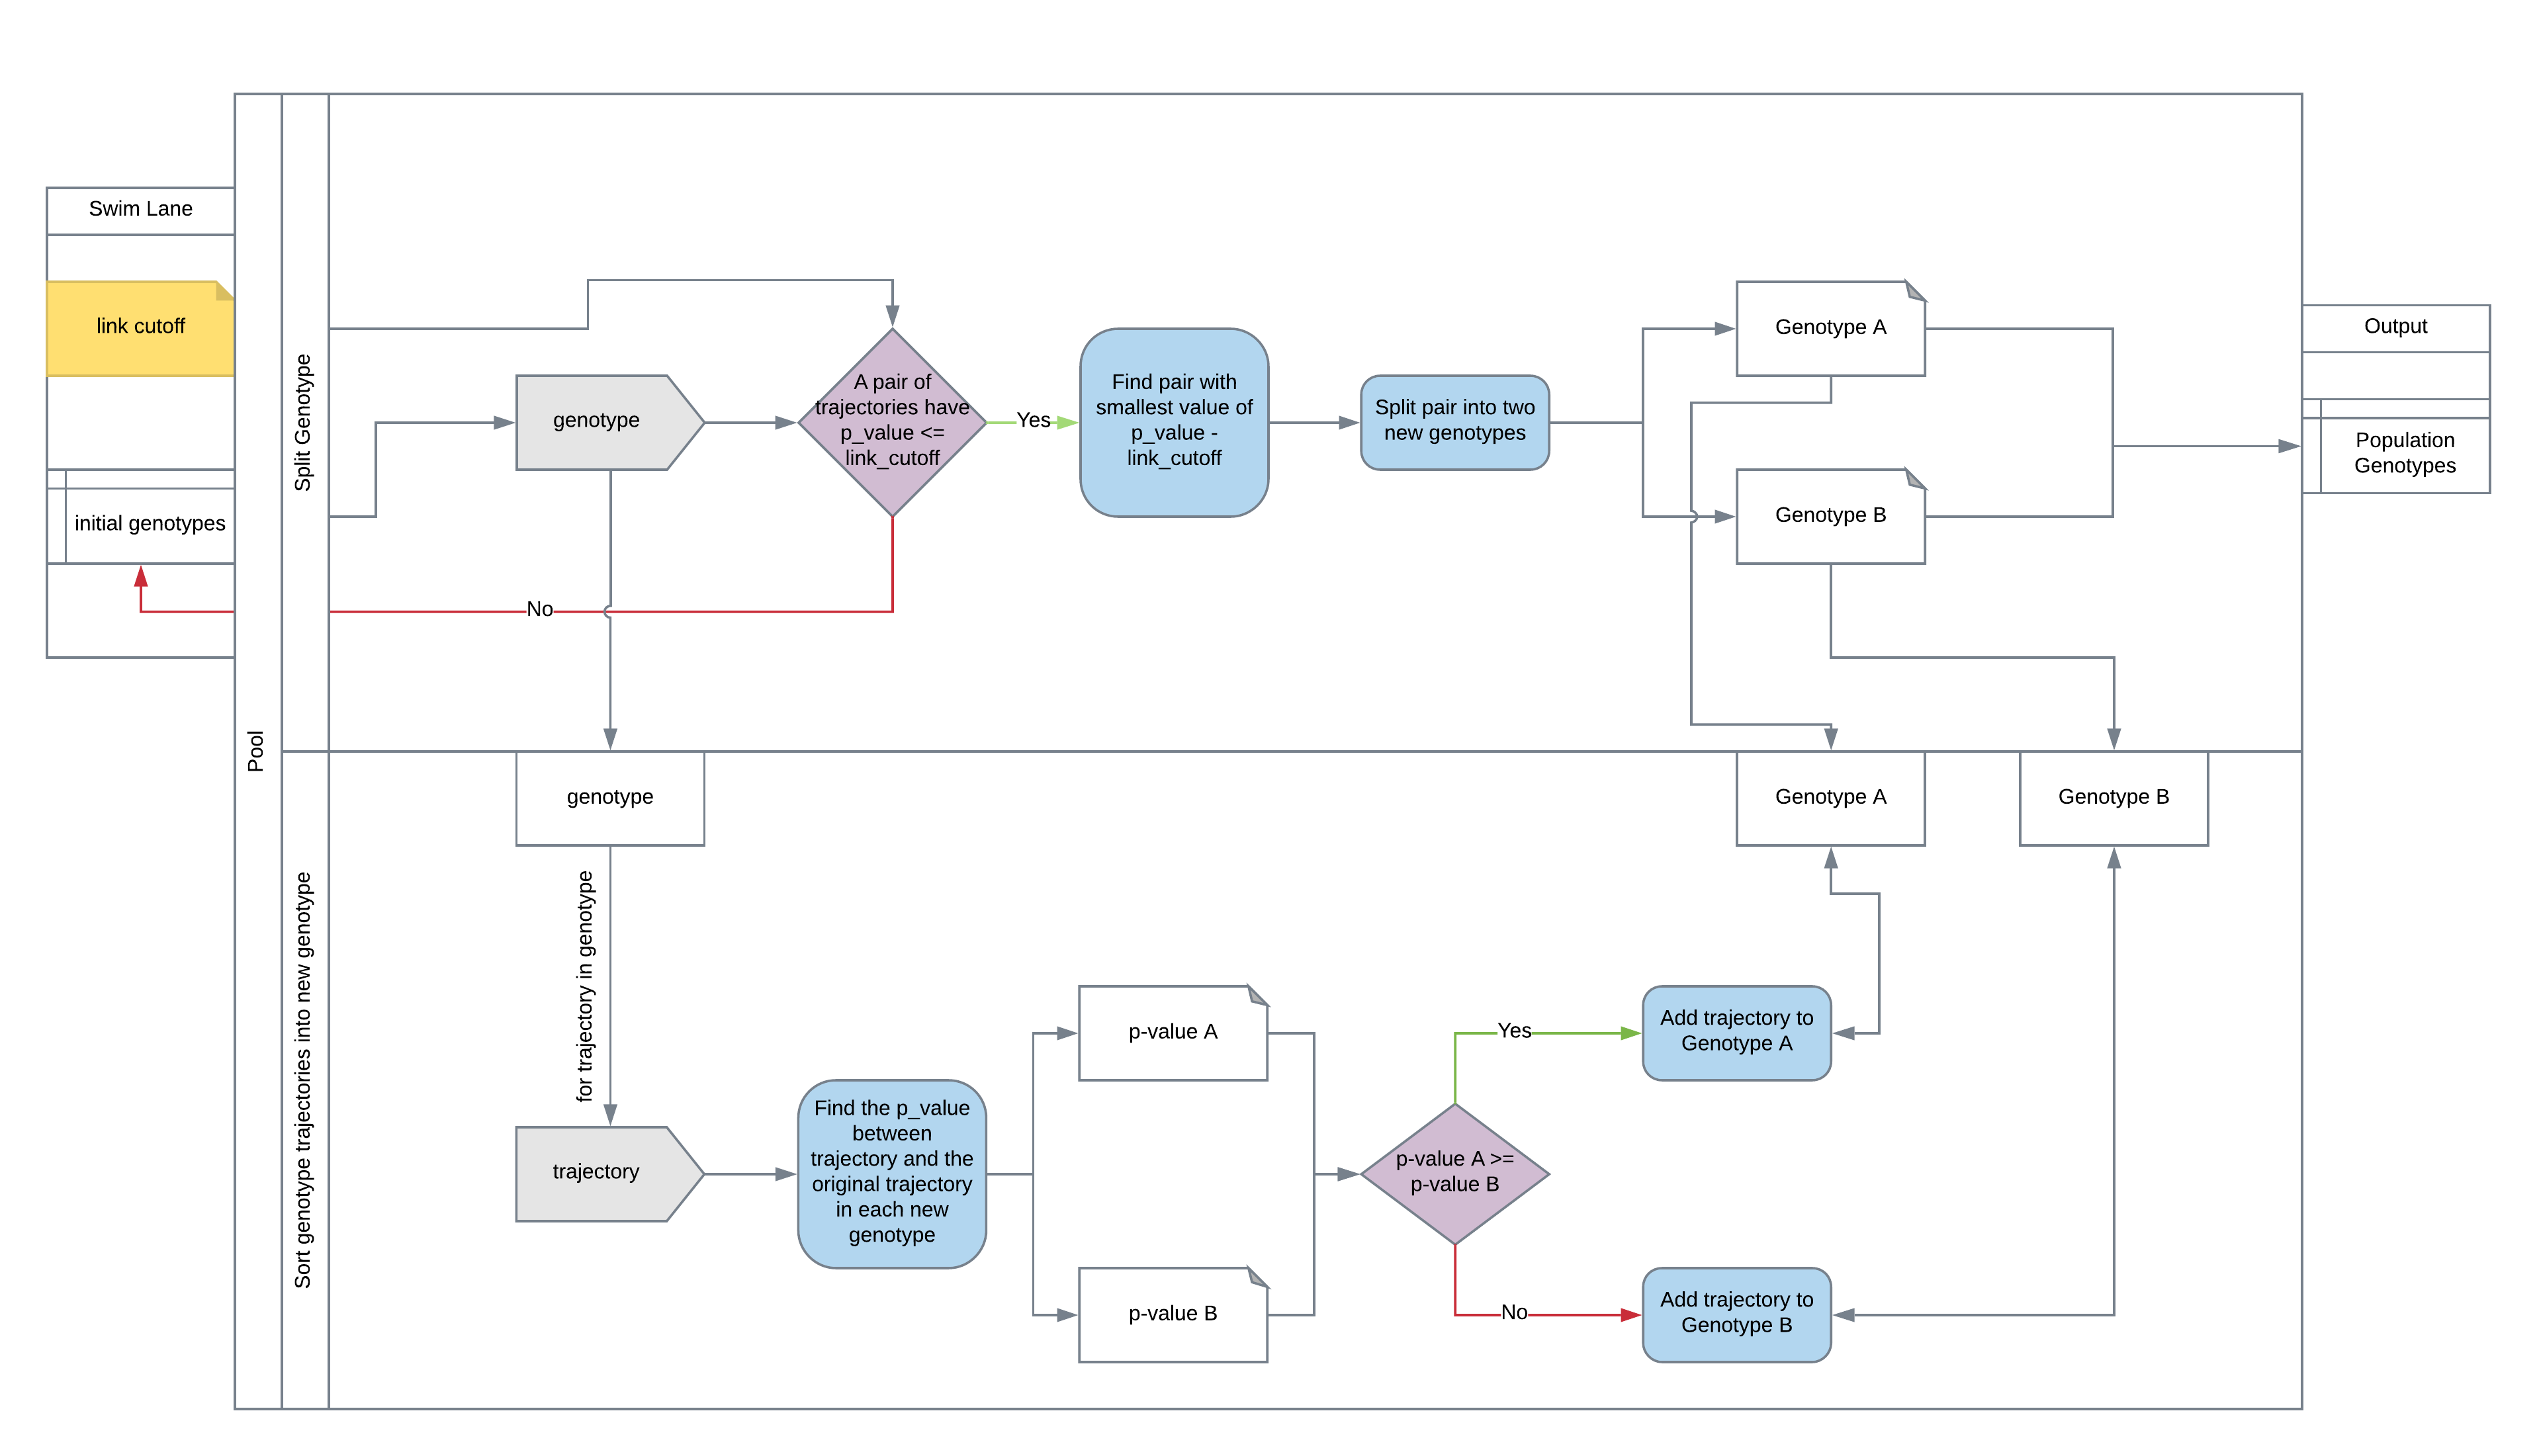 Swim Lane
link cutoff
initial genotypes
Pool
Split Genotype
genotype
A pair of
trajectories have
p_value <=
link_cutoff
Yes
No
Find pair with
smallest value of
p_value -
link_cutoff
Split pair into two
new genotypes
Genotype A
Genotype B
Output
Population
Genotypes
Sort genotype trajectories into new genotype
genotype
Genotype A
Genotype B
for trajectory in genotype
trajectory
Find the p_value
between
trajectory and the
original trajectory
in each new
genotype
p-value A
p-value B
p-value A >=
p-value B
Yes
No
Add trajectory to
Genotype A
Add trajectory to
Genotype B